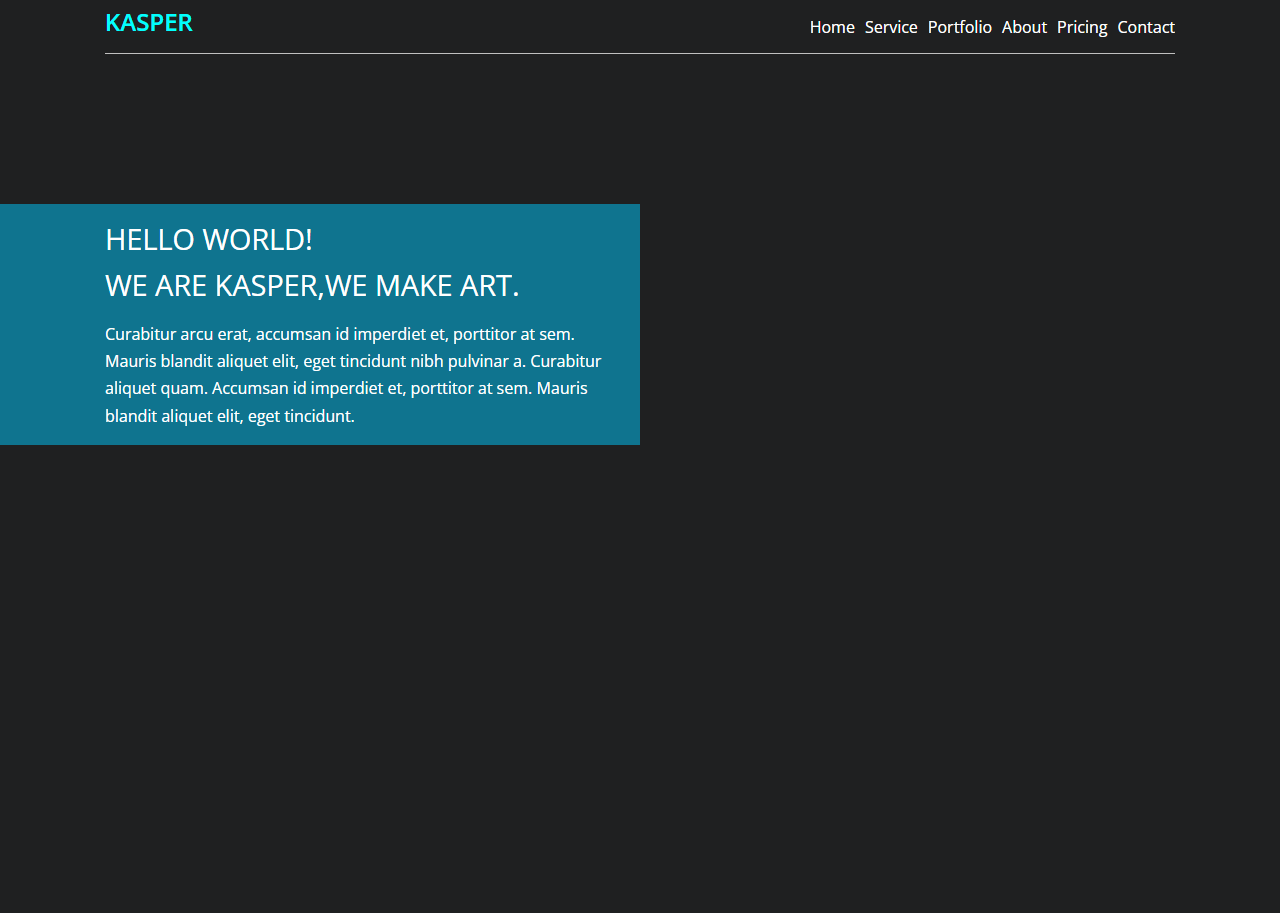 KASPER
Home Service Portfolio About Pricing Contact
HELLO WORLD!
WE ARE KASPER,WE MAKE ART.
Curabitur arcu erat, accumsan id imperdiet et, porttitor at sem.
Mauris blandit aliquet elit, eget tincidunt nibh pulvinar a. Curabitur
aliquet quam. Accumsan id imperdiet et, porttitor at sem. Mauris
blandit aliquet elit, eget tincidunt.